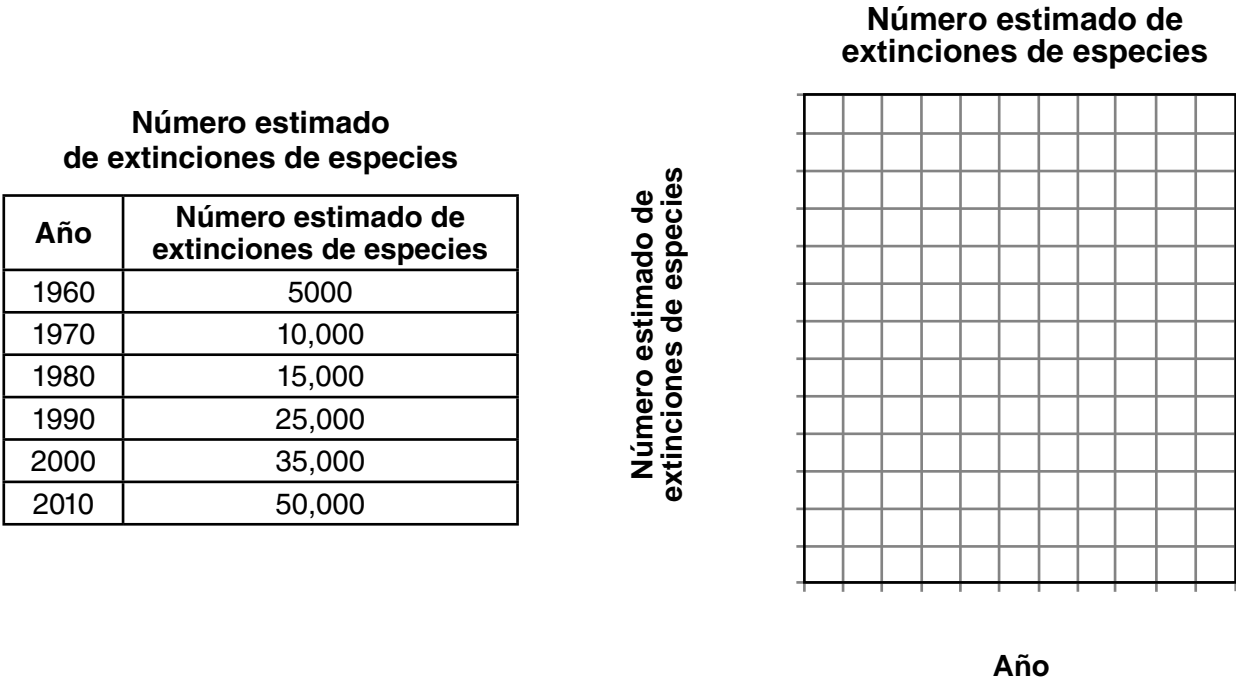 Número estimado
de extinciones de especies
Año
Número estimado de
extinciones de especies
1960 5000
1970 10,000
1980 15,000
1990 25,000
2000 35,000
2010 50,000
Número estimado de
extinciones de especies
Número estimado de
extinciones de especies
Año